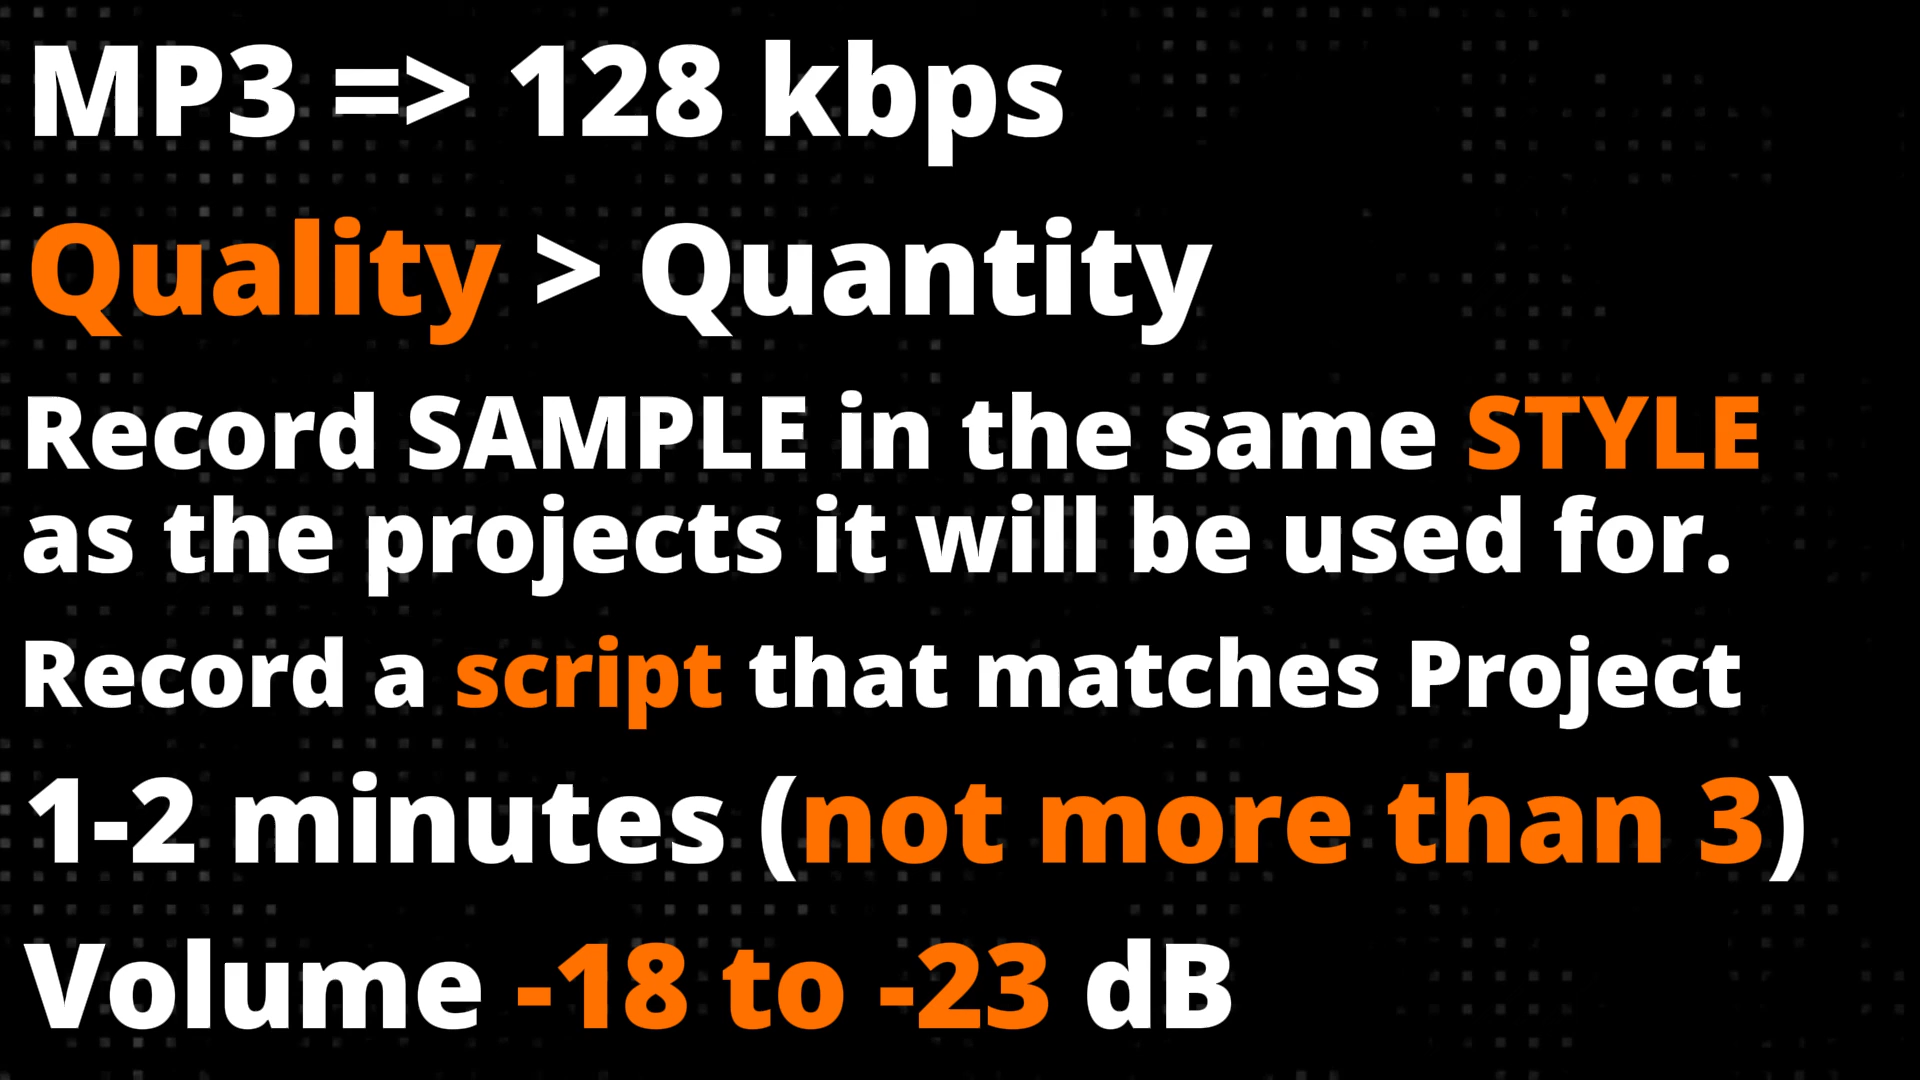 MP3 => 128 kbps
Quality > Quantity
Record SAMPLE in the same STYLE
as the projects it will be used for.
Record a script that matches Project
1-2 minutes (not more than 3)
Volume -18 to -23 dB